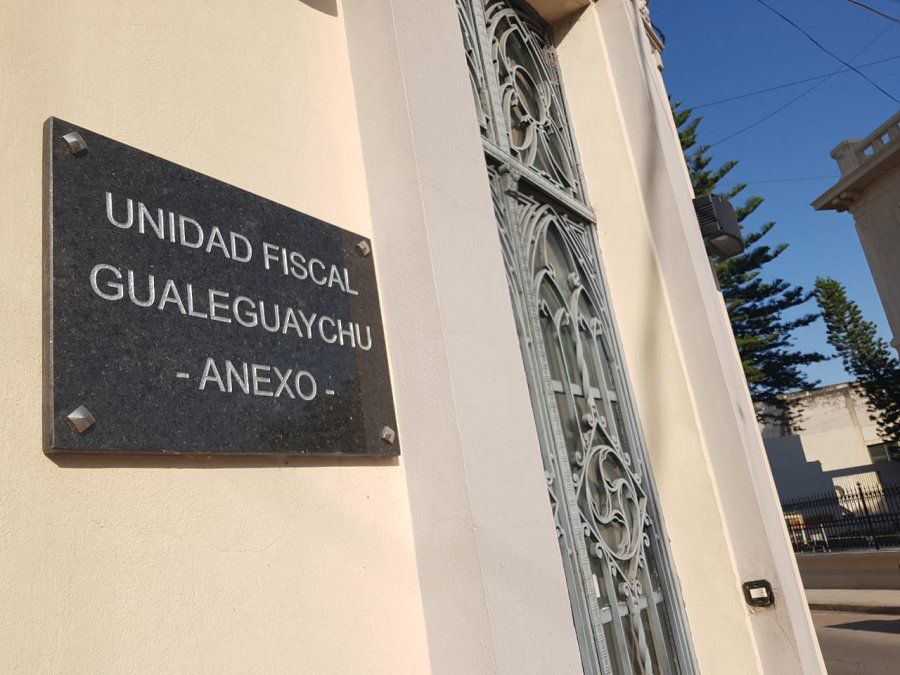 UNIDAD FISCAL
GUALEGUAYCHU
- ANEXO -